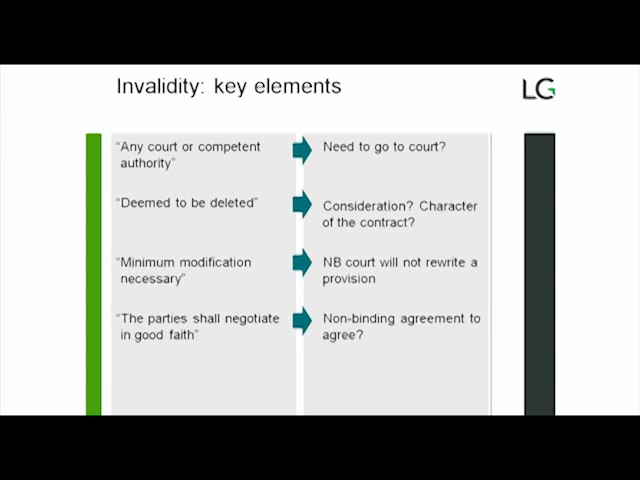 Invalidity: key elements
LG
“Any court or competent
authority”
Need to go to court?
“Deemed to be deleted”
Consideration? Character
of the contract?
“Minimum modification
necessary”
NB court will not rewrite a
provision
“The parties shall negotiate
in good faith”
Non-binding agreement to
agree?